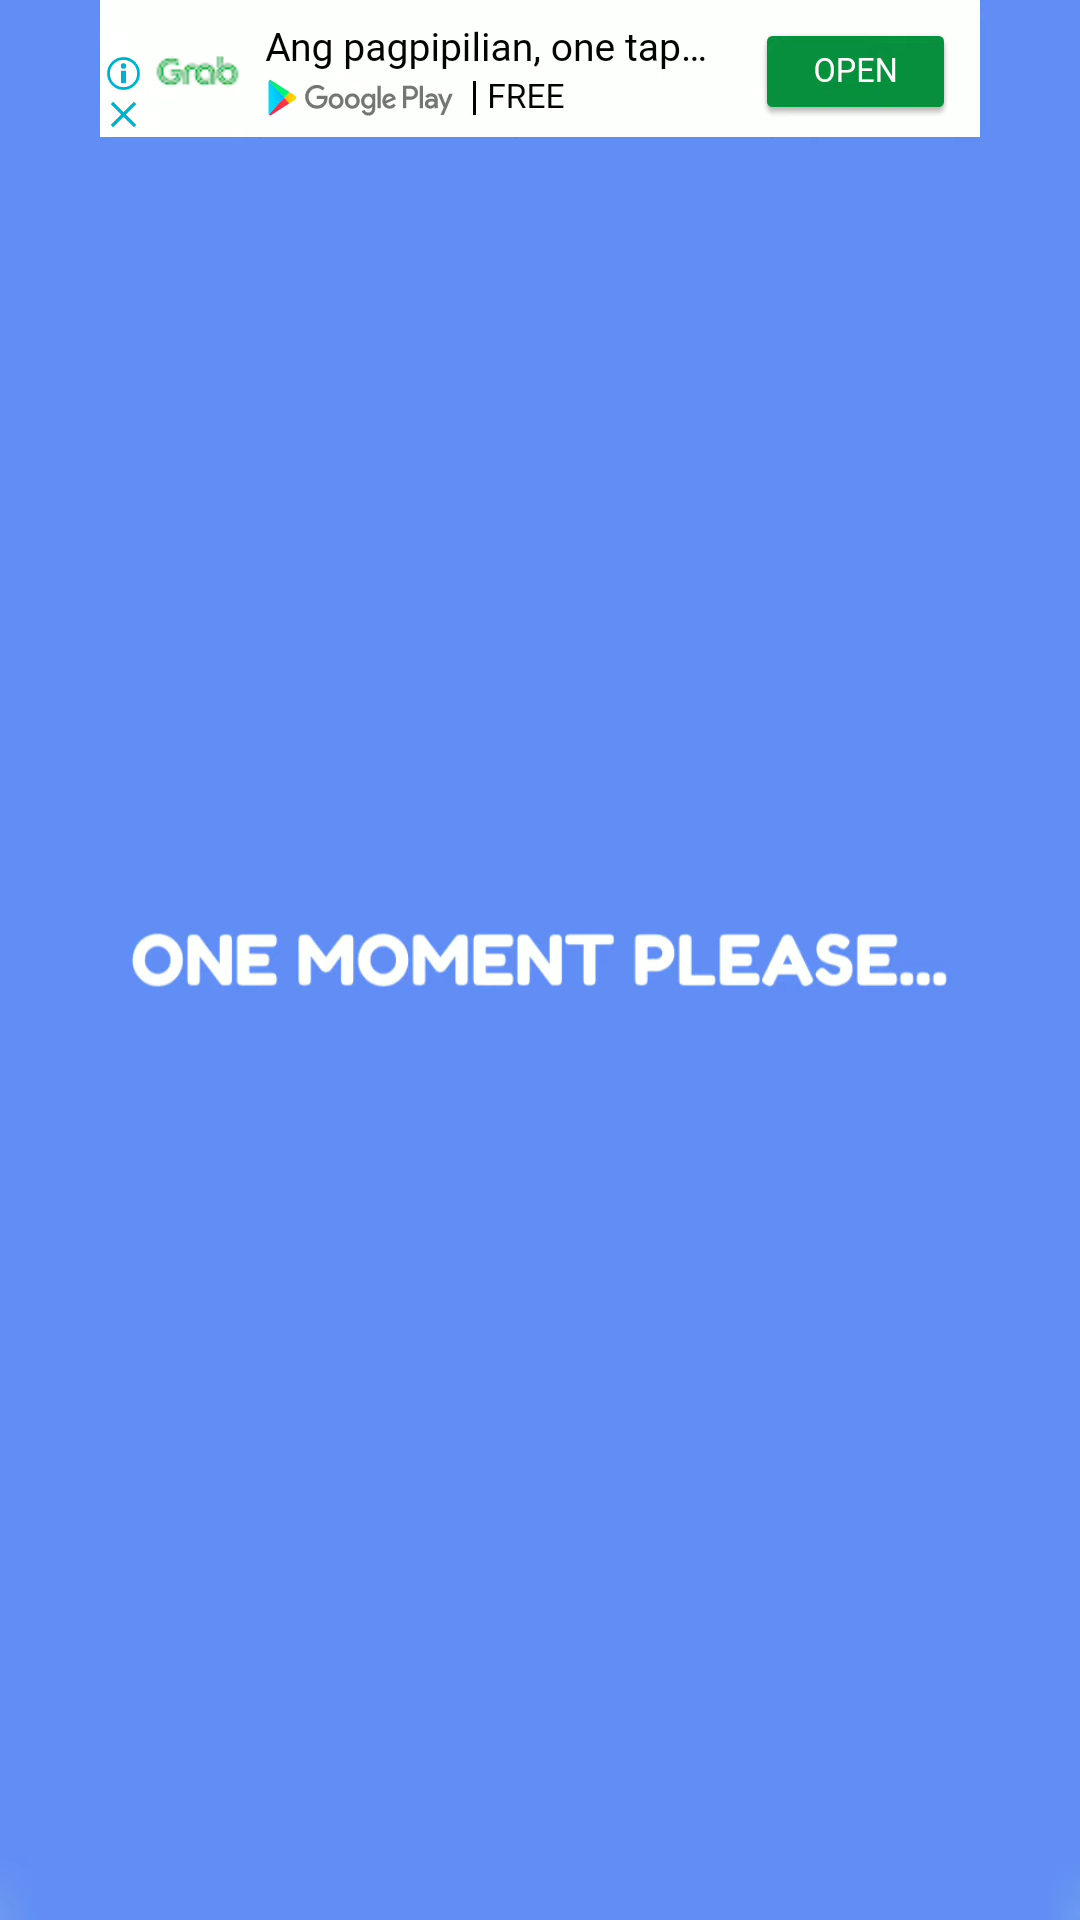 Grab
Ang pagpipilian, one tap...
Google Play | FREE
OPEN
ONE MOMENT PLEASE...